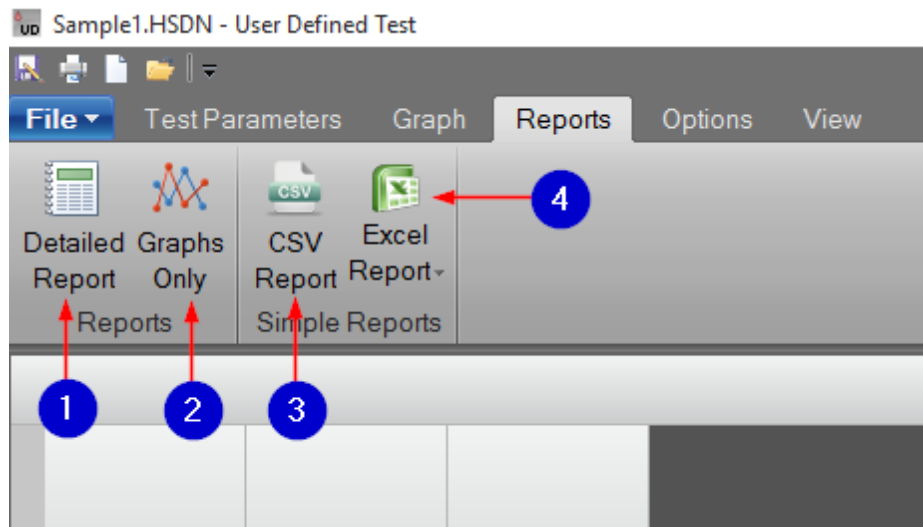 UD Sample1.HSDN - User Defined Test
File Test Parameters Graph Reports Options View
CSV
4
Detailed Report
Graphs Only
CSV Report
Excel Report
Reports Simple Reports
1 2 3